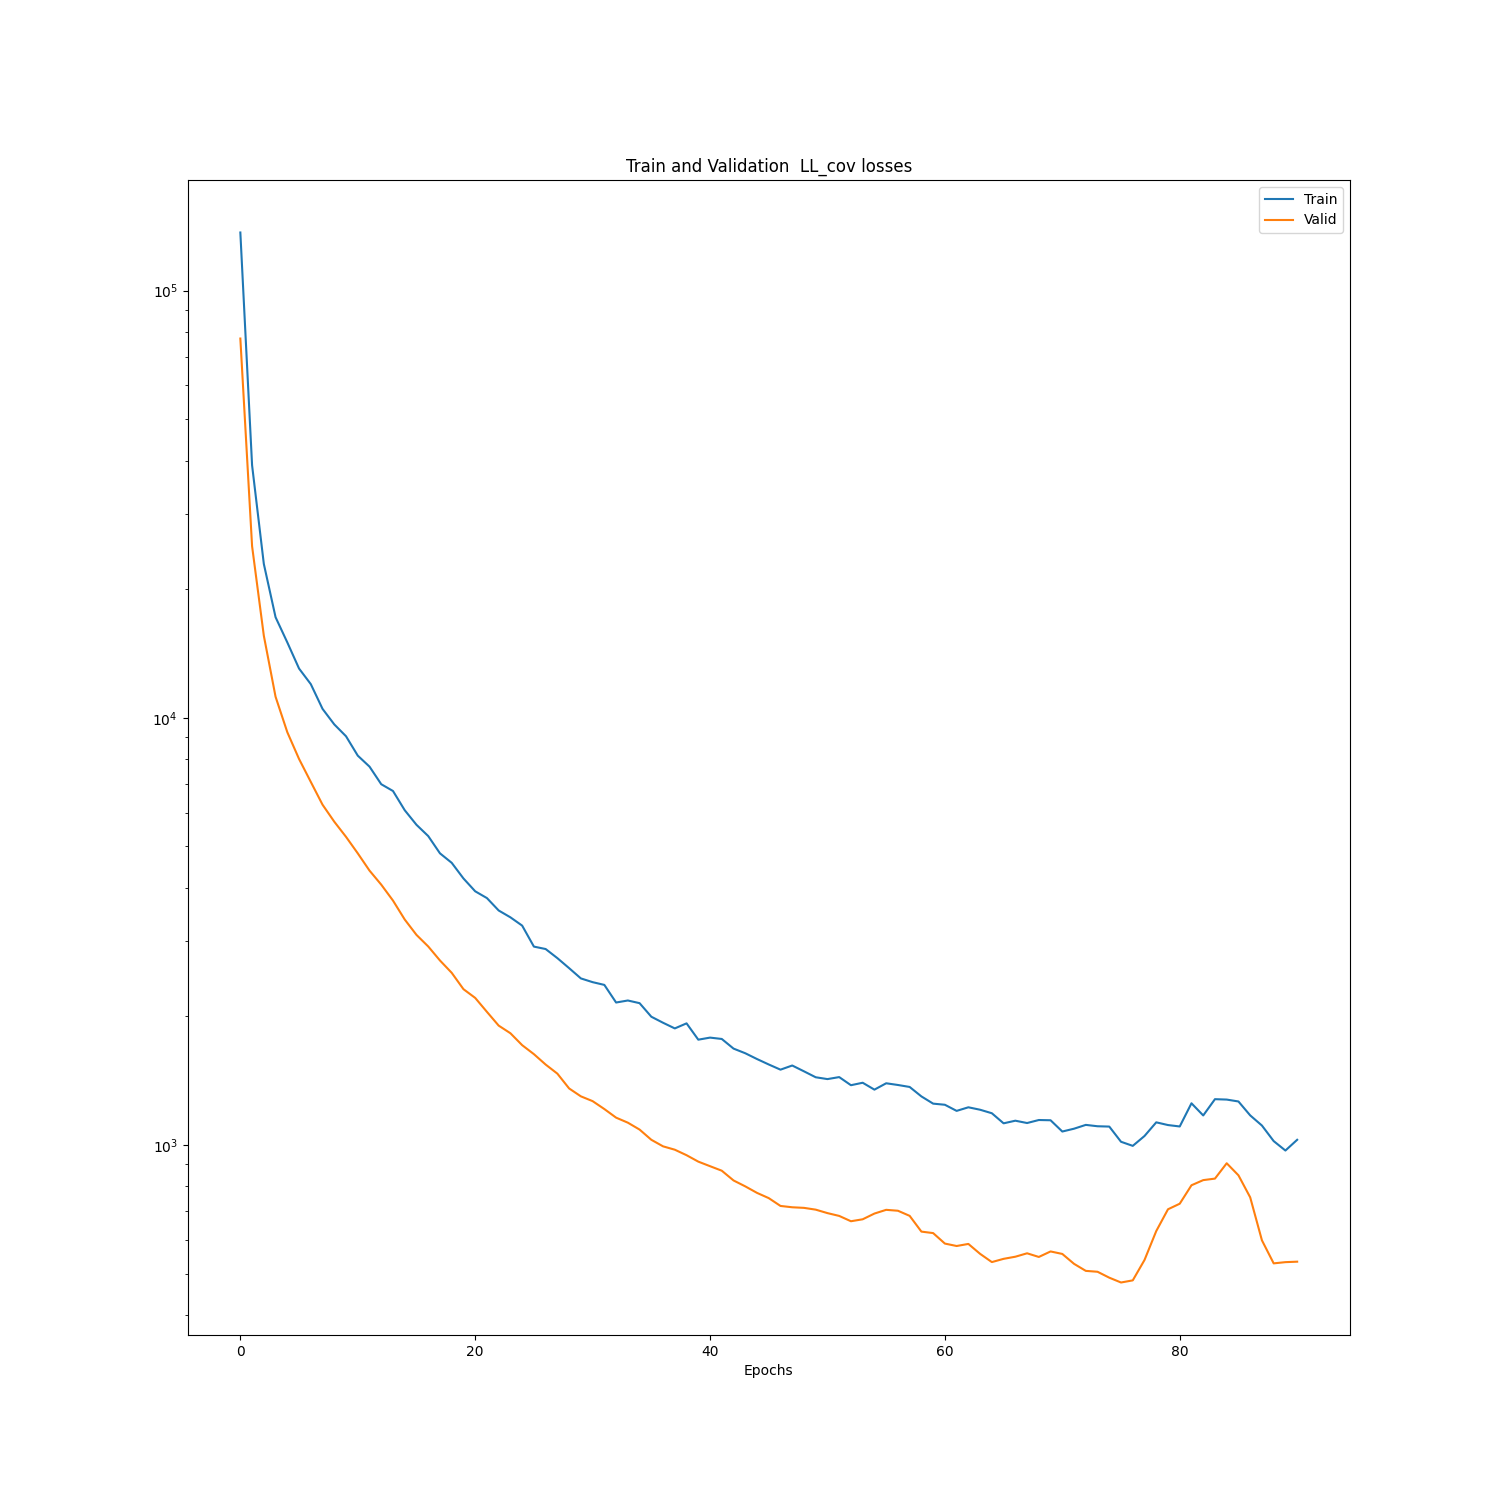 Train and Validation  LL_cov losses
Train
Valid
10⁵
10⁴
10³
0 20 40 60 80
Epochs